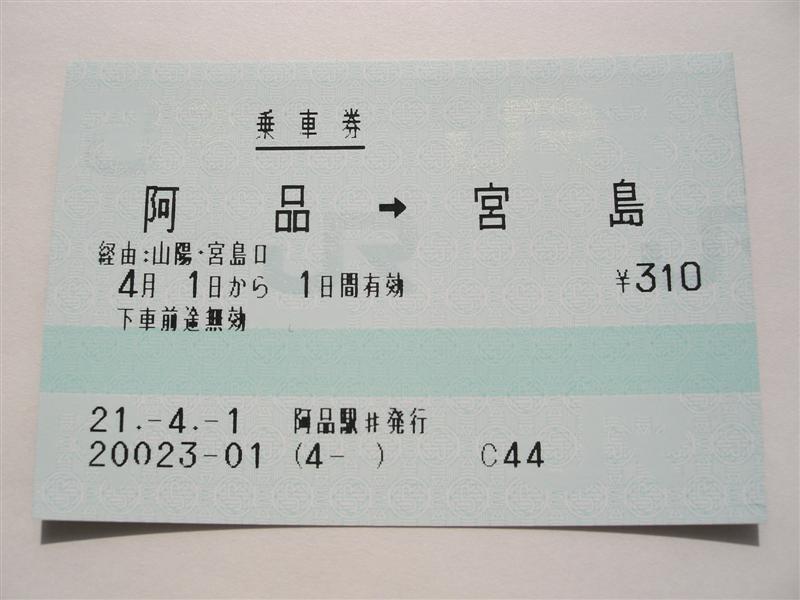 乗車券
阿品 → 宮島
経由:山陽・宮島口
4月 1日から 1日間有効 ¥310
下車前途無効
21.-4.-1 阿品駅#発行
20023-01 (4- ) C44